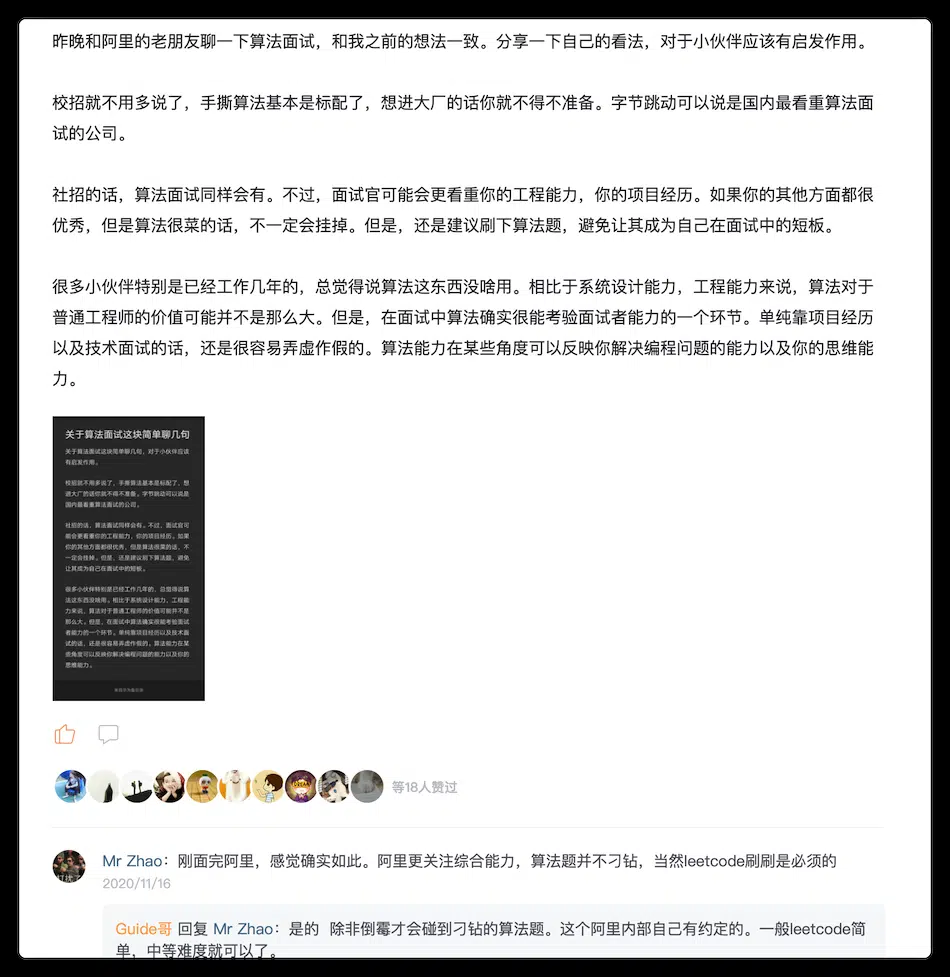 昨晚和阿里的老朋友聊一下算法面试，和我之前的想法一致。分享一下自己的看法，对于小伙伴应该有启发作用。
校招就不用多说了，手撕算法基本是标配了，想进大厂的话你就不得不准备。字节跳动可以说是国内最看重算法面
试的公司。
社招的话，算法面试同样会有。不过，面试官可能会更看重你的工程能力，你的项目经历。如果你的其他方面都很
优秀，但是算法很菜的话，不一定会挂掉。但是，还是建议刷下算法题，避免让其成为自己在面试中的短板。
很多小伙伴特别是已经工作几年的，总觉得说算法这东西没啥用。相比于系统设计能力，工程能力来说，算法对于
普通工程师的价值可能并不是那么大。但是，在面试中算法确实很能考验面试者能力的一个环节。单纯靠项目经历
以及技术面试的话，还是很容易弄虚作假的。算法能力在某些角度可以反映你解决编程问题的能力以及你的思维能
力。
关于算法面试这块简单聊几句
关于算法面试这块简单聊几句，对于小伙伴应该
有启发作用。
校招就不用多说了，手撕算法基本是标配了，想
进大厂的话你就不得不准备。字节跳动可以说是
国内最看重算法面试的公司。
社招的话，算法面试同样会有。不过，面试官可
能会更看重你的工程能力，你的项目经历。如果
你的其他方面都很优秀，但是算法很菜的话，不
一定会挂掉。但是，还是建议刷下算法题，避免
让其成为自己在面试中的短板。
很多小伙伴特别是已经工作几年的，总觉得说算
法这东西没啥用。相比于系统设计能力，工程能
力来说，算法对于普通工程师的价值可能并不是
那么大。但是，在面试中算法确实很能考验面试
者能力的一个环节。单纯靠项目经历以及技术面
试的话，还是很容易弄虚作假的。算法能力在某
些角度可以反映你解决编程问题的能力以及你的
思维能力。
等18人赞过
Mr Zhao：刚面完阿里，感觉确实如此。阿里更关注综合能力，算法题并不刁钻，当然leetcode刷刷是必须的
2020/11/16
Guide哥 回复 Mr Zhao：是的 除非倒霉才会碰到刁钻的算法题。这个阿里内部自己有约定的。一般leetcode简
单，中等难度就可以了。